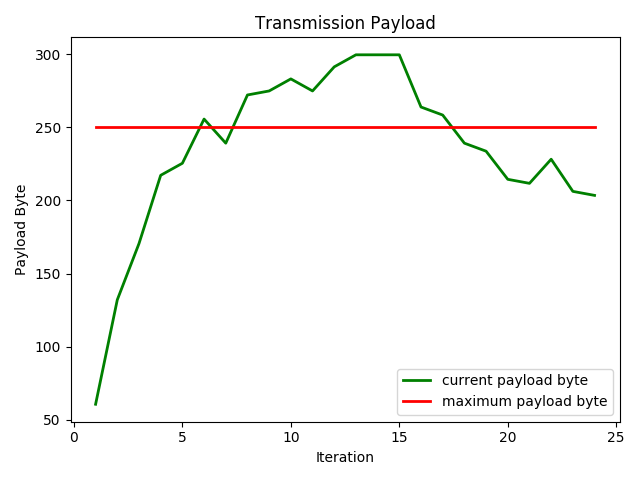 Transmission Payload
300
250
200
150
100
50
Payload Byte
0
5
10
15
20
25
Iteration
current payload byte
maximum payload byte